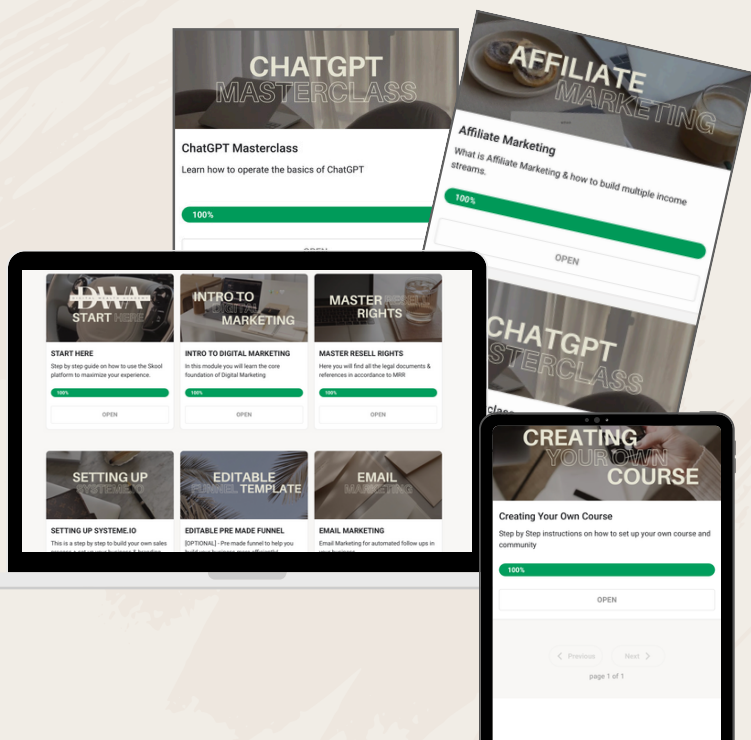 CHATGPT
MASTERCLASS
ChatGPT Masterclass
Learn how to operate the basics of ChatGPT
100%
OPEN
AFFILIATE
MARKETING
Affiliate Marketing
What is Affiliate Marketing & how to build multiple income
streams.
100%
OPEN
CHATGPT
STERCLASS
class
DWA
START HERE
START HERE
Step by step guide on how to use the Skool
platform to maximize your experience.
100%
OPEN
INTRO TO
DIGITAL
MARKETING
INTRO TO DIGITAL MARKETING
In this module you will learn the core
foundation of Digital Marketing
100%
OPEN
MASTER RESELL
RIGHTS
MASTER RESELL RIGHTS
Here you will find all the legal documents &
references in accordance to MRR
100%
OPEN
SETTING UP
SYSTEME.IO
SETTING UP SYSTEME.IO
This is a step by step to build your own sales
EDITABLE
FUNNEL TEMPLATE
EDITABLE PRE MADE FUNNEL
[OPTIONAL] - Pre made funnel to help you
build your business more efficiently!
EMAIL
MARKETING
EMAIL MARKETING
Email Marketing for automated follow ups in
your business
CREATING
YOUR OWN
COURSE
Creating Your Own Course
Step by Step instructions on how to set up your own course and
community
100%
OPEN
Previous
Next
page 1 of 1